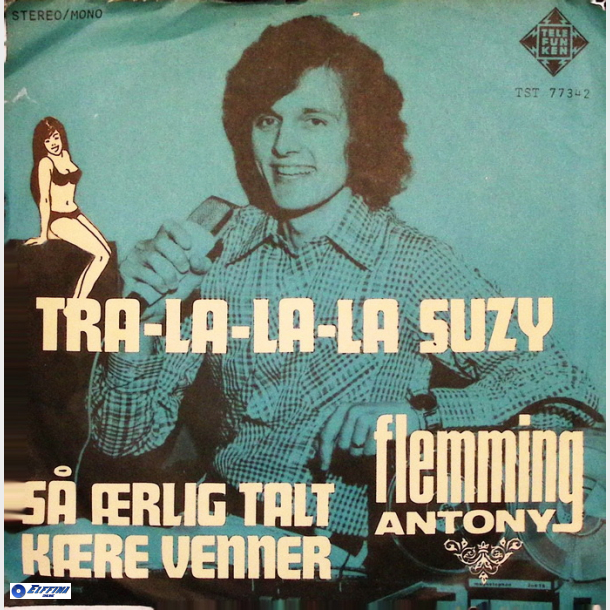 STEREO/MONO
TELE
FUN
KEN
TST 77342
TRA-LA-LA-LA SUZY
flemming
ANTONY
SÅ ÆRLIG TALT
KÆRE VENNER
ELFFINA